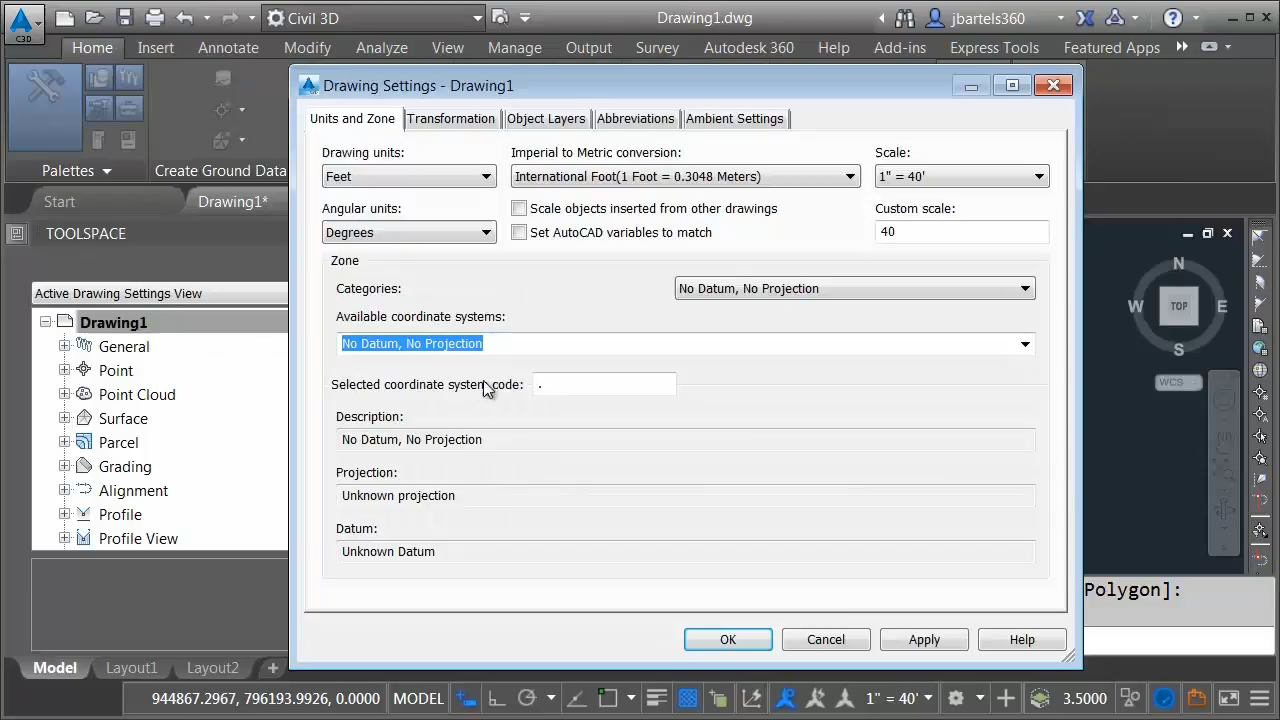 C3D
Civil 3D
Drawing1.dwg
jbartels360
Home Insert Annotate Modify Analyze View Manage Output Survey Autodesk 360 Help Add-ins Express Tools Featured Apps
Palettes
Create Ground Data
Start
Drawing1*
TOOLSPACE
Active Drawing Settings View
Drawing1
General
Point
Point Cloud
Surface
Parcel
Grading
Alignment
Profile
Profile View
Drawing Settings - Drawing1
Units and Zone Transformation Object Layers Abbreviations Ambient Settings
Drawing units: Imperial to Metric conversion: Scale:
Feet International Foot(1 Foot = 0.3048 Meters) 1" = 40'
Angular units: Scale objects inserted from other drawings Custom scale:
Degrees Set AutoCAD variables to match 40
Zone
Categories: No Datum, No Projection
Available coordinate systems:
No Datum, No Projection
Selected coordinate system code: .
Description:
No Datum, No Projection
Projection:
Unknown projection
Datum:
Unknown Datum
OK Cancel Apply Help
N
W TOP E
S
WCS
Polygon]:
Model Layout1 Layout2 +
944867.2967, 796193.9926, 0.0000 MODEL 1" = 40' 3.5000